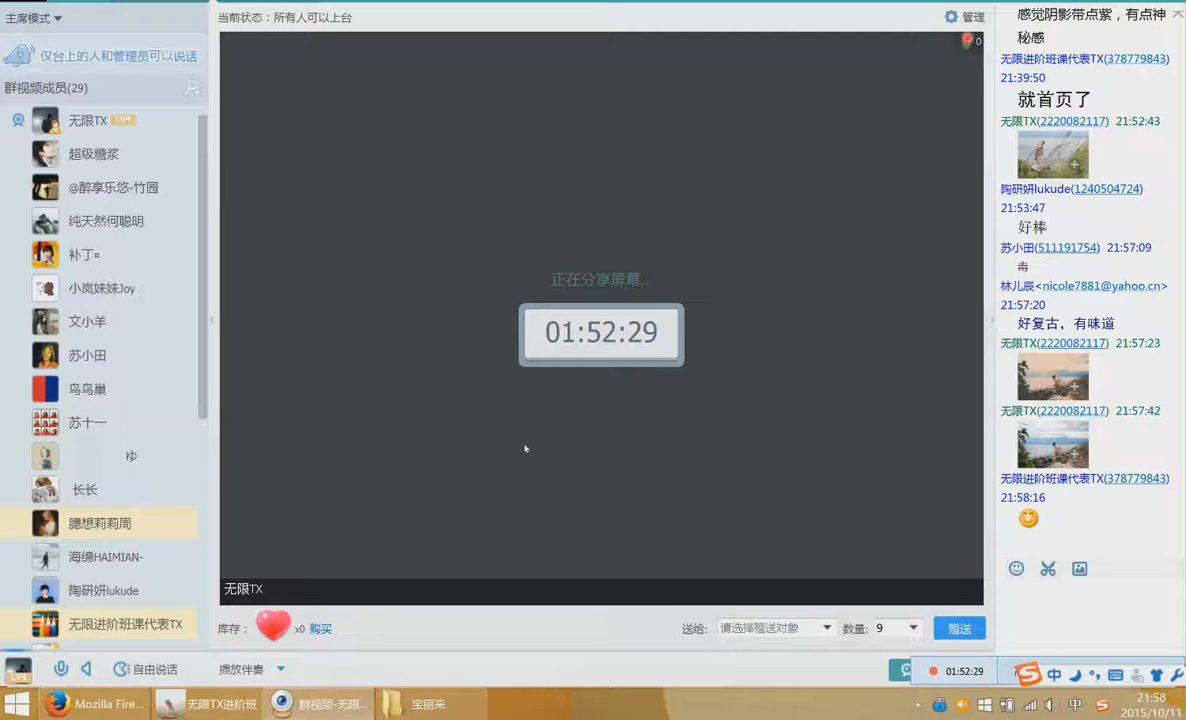 主席模式
仅台上的人和管理员可以说话
群视频成员(29)
无限TX LV4
超级糖浆
@醉享乐悠-竹园
纯天然何聪明
补丁¤
小岚妹妹Joy
文小羊
苏小田
鸟鸟巢
苏十一
ゆ
长长
臆想莉莉周
海绵HAIMIAN-
陶研妍lukude
无限进阶班课代表TX
当前状态：所有人可以上台
管理
0
正在分享屏幕...
01:52:29
无限TX
库存： x0 购买
送给: 请选择赠送对象 数量: 9 赠送
感觉阴影带点紫，有点神
秘感
无限进阶班课代表TX(378779843)
21:39:50
就首页了
无限TX(2220082117) 21:52:43
陶研妍lukude(1240504724)
21:53:47
好棒
苏小田(511191754) 21:57:09
毒
林儿辰<nicole7881@yahoo.cn>
21:57:20
好复古，有味道
无限TX(2220082117) 21:57:23
无限TX(2220082117) 21:57:42
无限进阶班课代表TX(378779843)
21:58:16
LV4 自由说话 播放伴奏
01:52:29
中
Mozilla Fire...
无限TX进阶班
群视频-无限...
宝丽来
中
21:58
2015/10/11